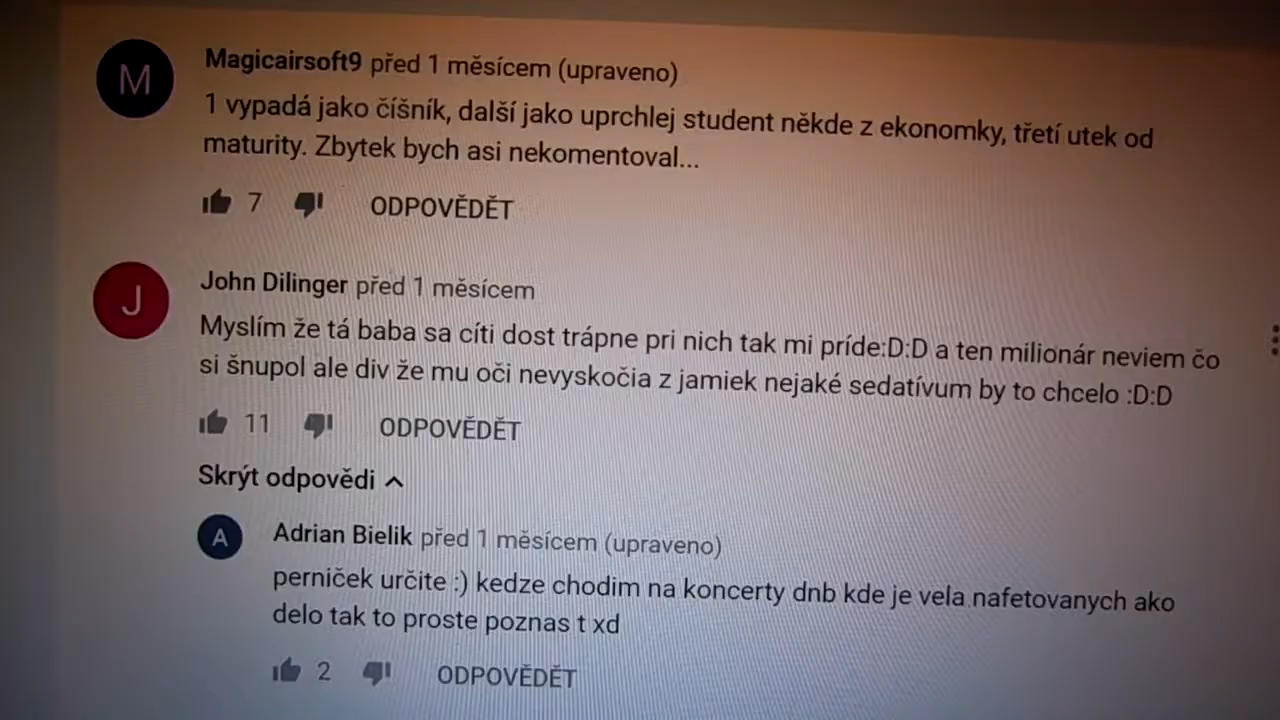 M
Magicairsoft9 před 1 měsícem (upraveno)
1 vypadá jako číšník, další jako uprchlej student někde z ekonomky, třetí utek od
maturity. Zbytek bych asi nekomentoval...
7 ODPOVĚDĚT
J
John Dilinger před 1 měsícem
Myslím že tá baba sa cíti dost trápne pri nich tak mi príde:D:D a ten milionár neviem čo
si šnupol ale div že mu oči nevyskočia z jamiek nejaké sedatívum by to chcelo :D:D
11 ODPOVĚDĚT
Skrýt odpovědi
A
Adrian Bielik před 1 měsícem (upraveno)
perniček určite :) kedze chodim na koncerty dnb kde je vela nafetovanych ako
delo tak to proste poznas t xd
2 ODPOVĚDĚT